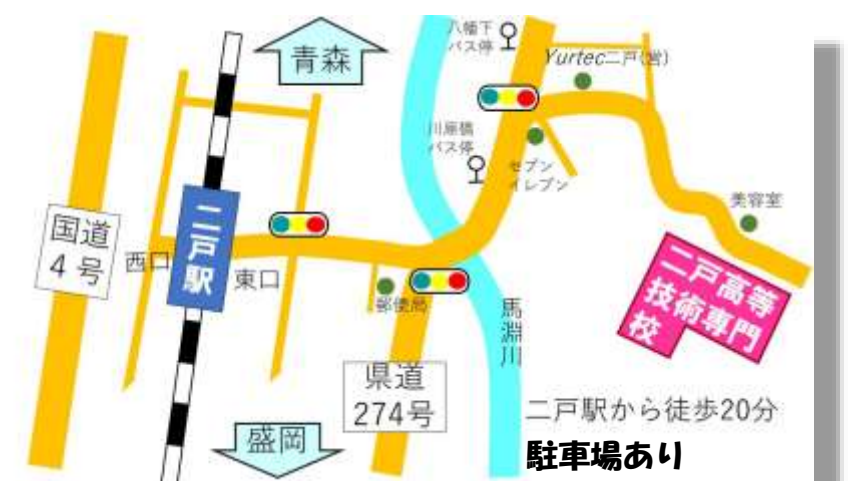 八幡下
バス停
青森
Yurtec二戸(営)
川原橋
バス停
セブン
イレブン
美容室
国道
4号
西口
二戸駅
東口
二戸高等
技術専門
校
郵便局
馬淵川
県道
274号
盛岡
二戸駅から徒歩20分
駐車場あり